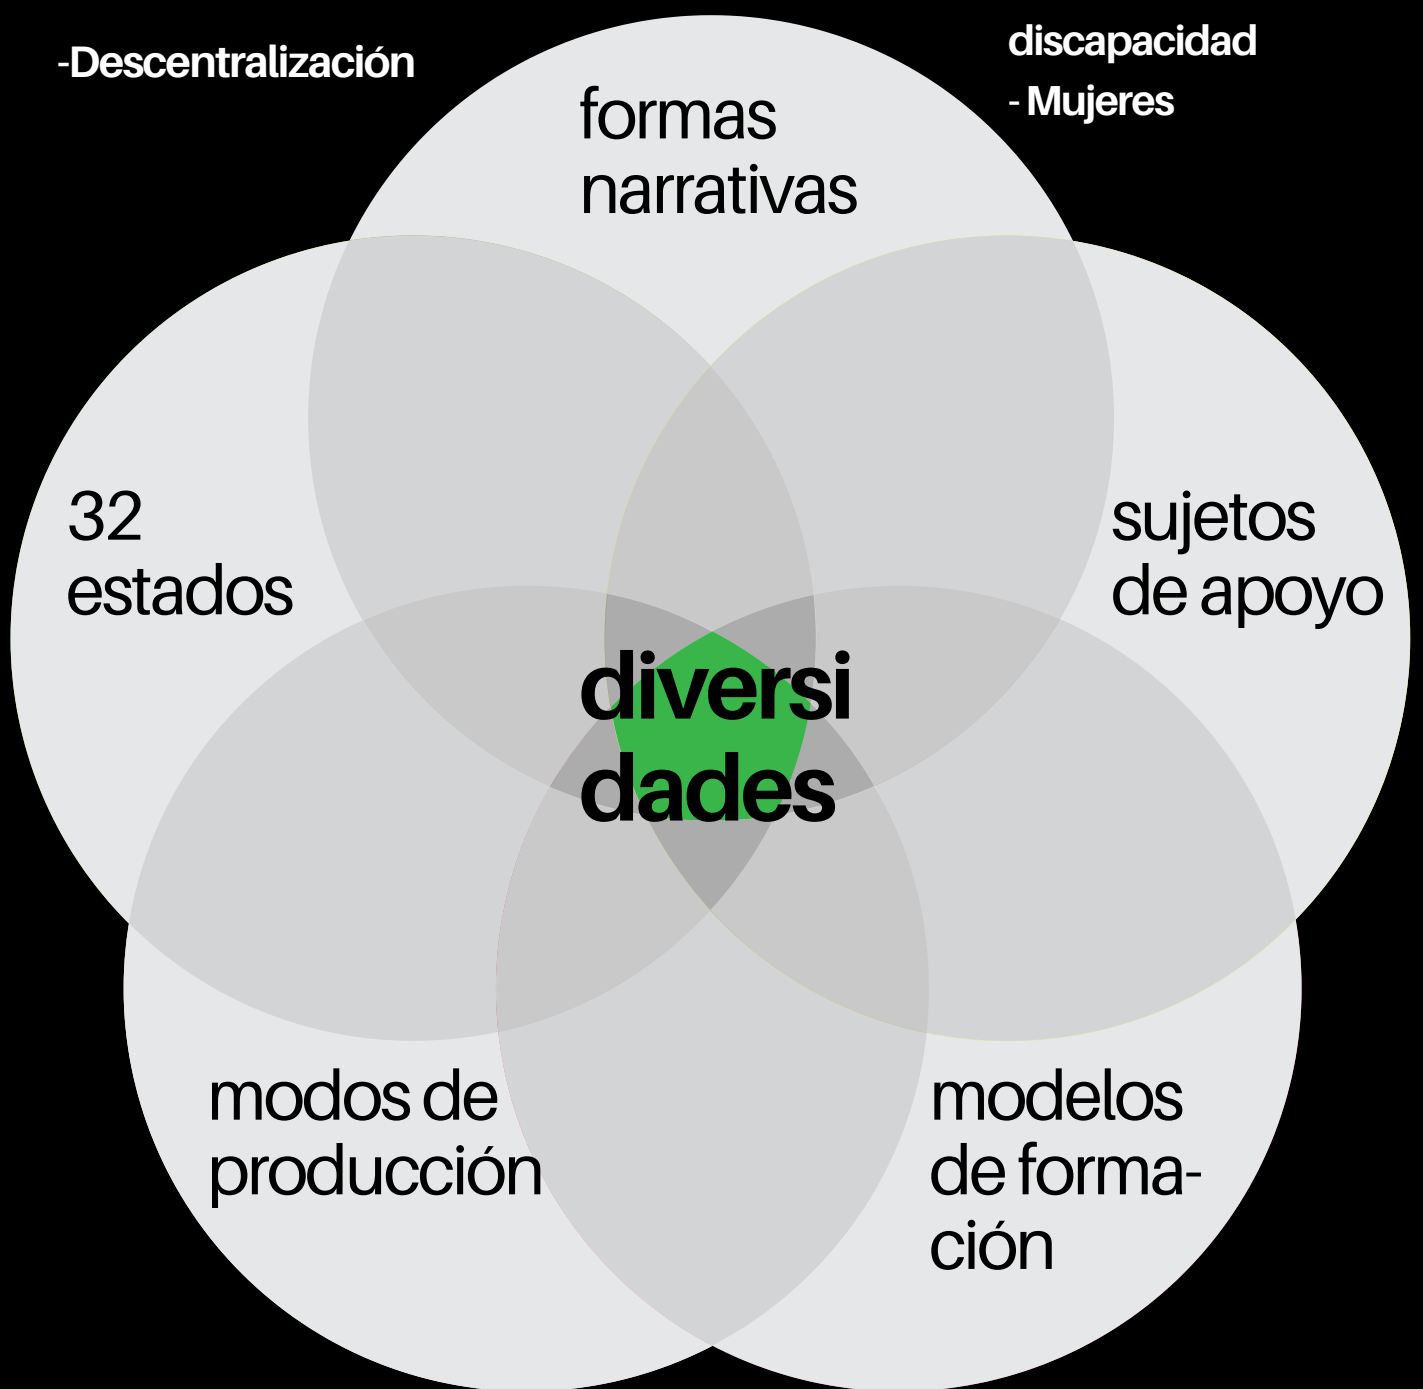 -Descentralización
discapacidad
- Mujeres
formas
narrativas
32
estados
sujetos
de apoyo
diversi
dades
modos de
producción
modelos
de forma-
ción